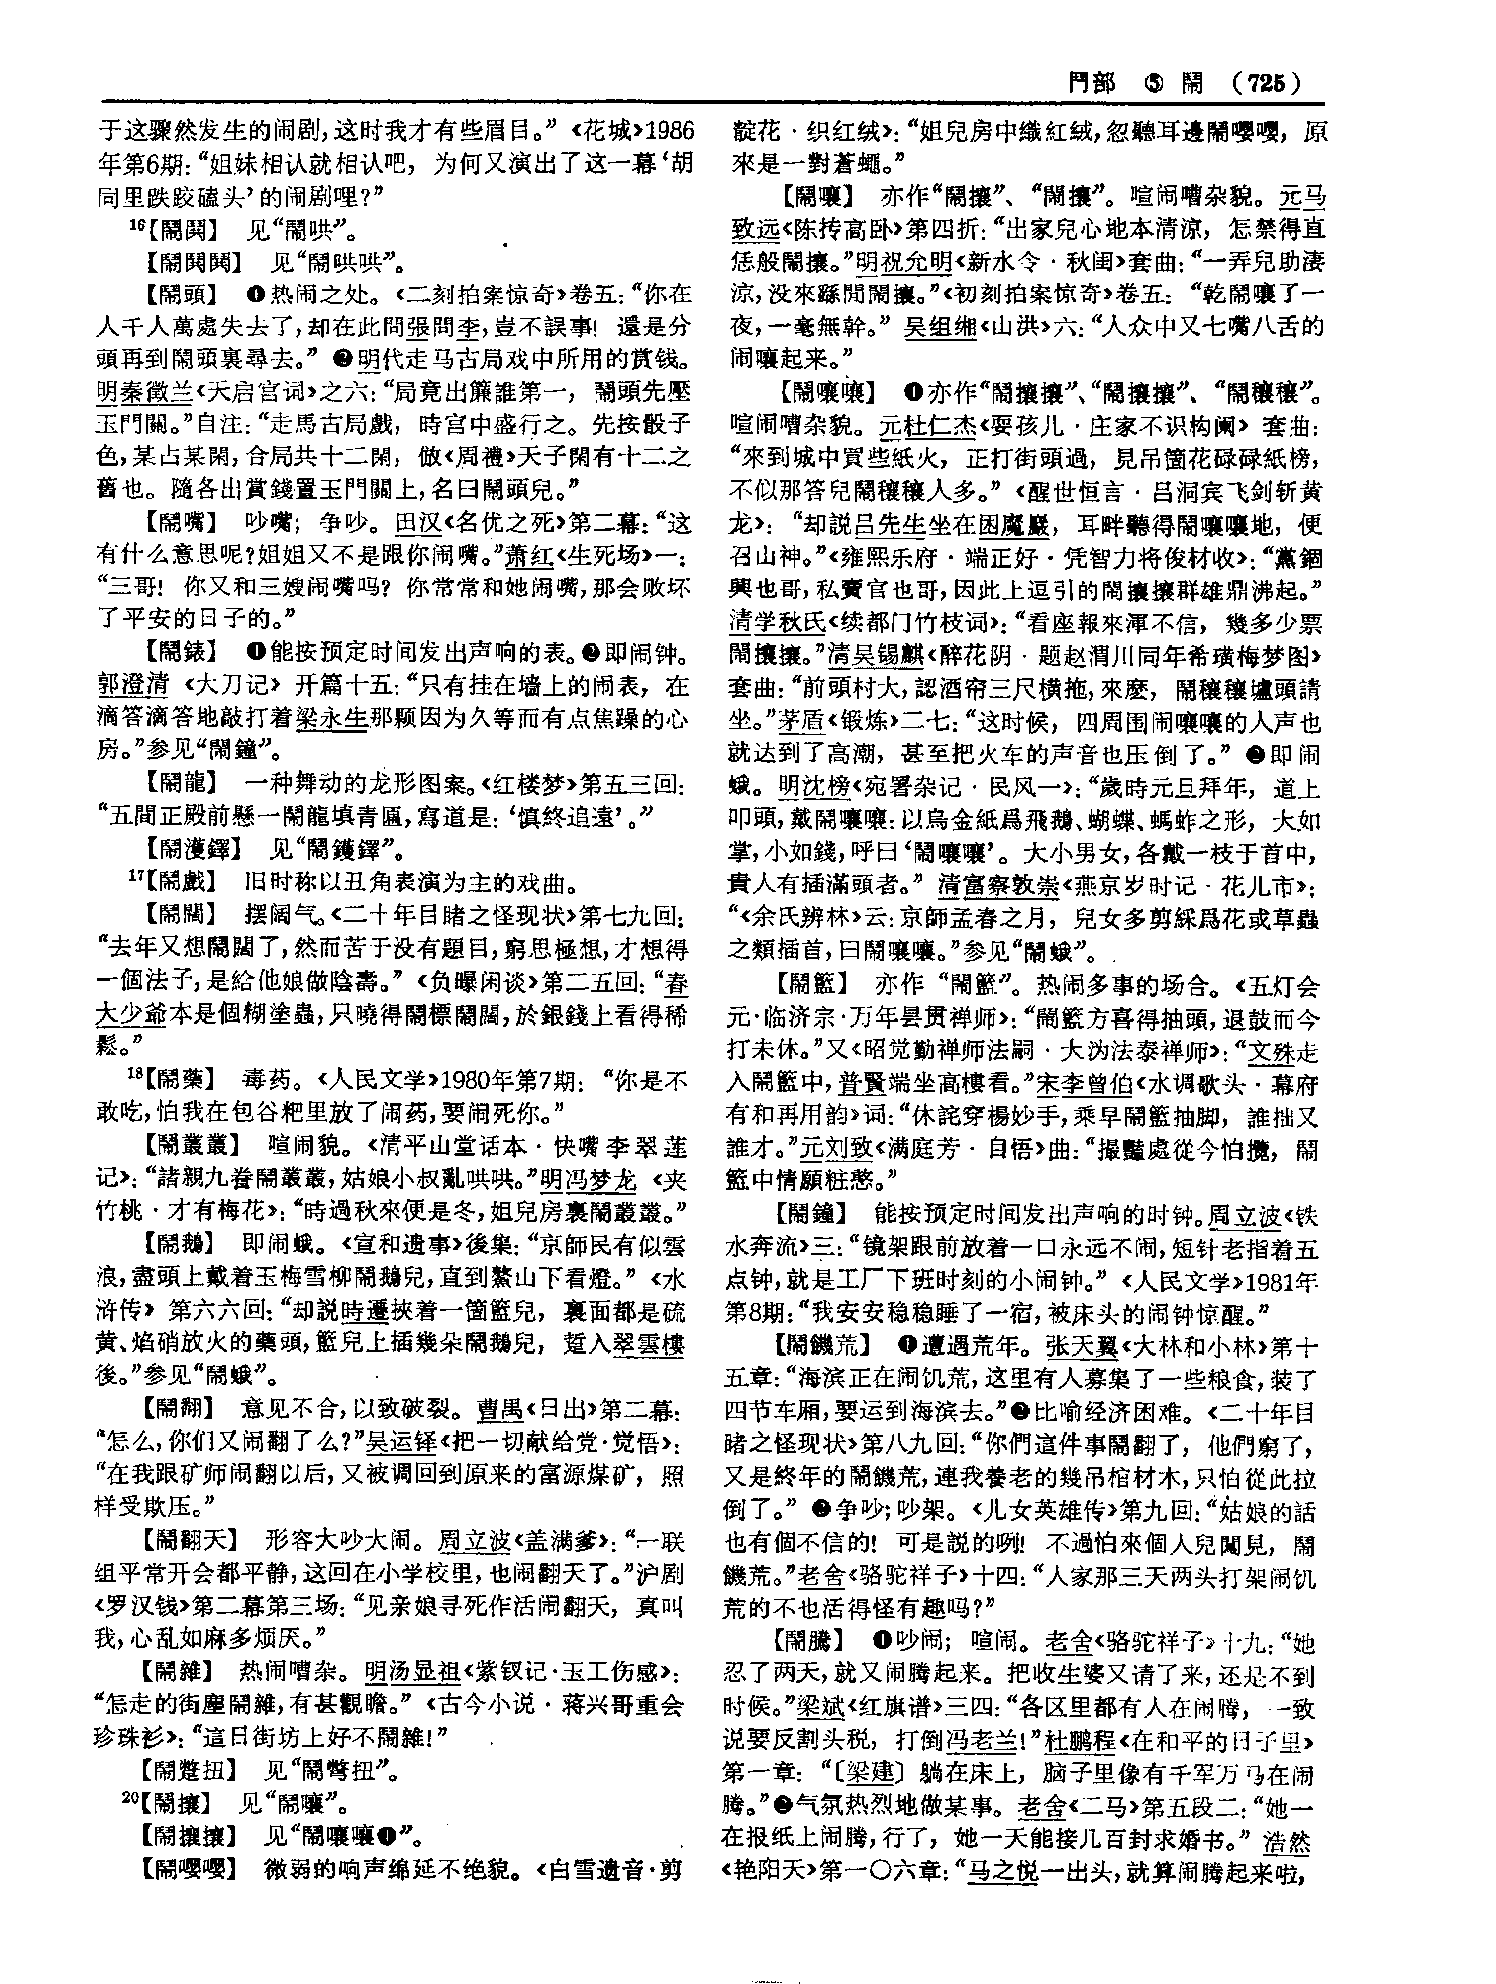 鬥部 ⑤ 鬧 (725)
于这骤然发生的闹剧，这时我才有些眉目。”《花城》1986
年第6期：“姐妹相认就相认吧，为何又演出了这一幕‘胡
同里跌跤磕头’的闹剧哩？”
16【鬧鬨】 见“鬧哄”。
【鬧鬨鬨】 见“鬧哄哄”。
【鬧頭】 ❶热闹之处。《二刻拍案惊奇》卷五：“你在
人千人萬處失去了，却在此問張問李，豈不誤事！還是分
頭再到鬧頭裏尋去。” ❷明代走马古局戏中所用的赏钱。
明秦徵兰《天启宫词》之六：“局竟出簾誰第一，鬧頭先壓
玉門關。”自注：“走馬古局戲，時宮中盛行之。先按骰子
色，某占某閑，合局共十二閑，倣《周禮》天子閑有十二之
舊也。隨各出賞錢置玉門關上，名曰鬧頭兒。”
【鬧嘴】 吵嘴；争吵。田汉《名优之死》第二幕：“这
有什么意思呢？姐姐又不是跟你闹嘴。”萧红《生死场》一：
“三哥！你又和三嫂闹嘴吗？你常常和她闹嘴，那会败坏
了平安的日子的。”
【鬧錶】 ❶能按预定时间发出声响的表。❷即闹钟。
郭澄清《大刀记》开篇十五：“只有挂在墙上的闹表，在
滴答滴答地敲打着梁永生那颗因为久等而有点焦躁的心
房。”参见“鬧鐘”。
【鬧龍】 一种舞动的龙形图案。《红楼梦》第五三回：
“五間正殿前懸一鬧龍填青匾，寫道是：‘慎終追遠’。”
【鬧濩鐸】 见“鬧鑊鐸”。
17【鬧戲】 旧时称以丑角表演为主的戏曲。
【鬧闊】 摆阔气。《二十年目睹之怪现状》第七九回：
“去年又想鬧闊了，然而苦于没有題目，窮思極想，才想得
一個法子，是給他娘做陰壽。”《负曝闲谈》第二五回：“春
大少爺本是個糊塗蟲，只曉得鬧標鬧闊，於銀錢上看得稀
鬆。”
18【鬧藥】 毒药。《人民文学》1980年第7期：“你是不
敢吃，怕我在包谷粑里放了闹药，要闹死你。”
【鬧叢叢】 喧闹貌。《清平山堂话本·快嘴李翠莲
记》：“諸親九眷鬧叢叢，姑娘小叔亂哄哄。”明冯梦龙《夹
竹桃·才有梅花》：“時過秋來便是冬，姐兒房裏鬧叢叢。”
【鬧鵝】 即闹蛾。《宣和遗事》後集：“京師民有似雲
浪，盡頭上戴着玉梅雪柳鬧鵝兒，直到鰲山下看燈。”《水
浒传》第六六回：“却説時遷挾着一箇籃兒，裏面都是硫
黄、焰硝放火的藥頭，籃兒上插幾朵鬧鵝兒，踅入翠雲樓
後。”参见“鬧蛾”。
【鬧翻】 意见不合，以致破裂。曹禺《日出》第二幕：
“怎么，你们又闹翻了么？”吴运铎《把一切献给党·觉悟》：
“在我跟矿师闹翻以后，又被调回到原来的富源煤矿，照
样受欺压。”
【鬧翻天】 形容大吵大闹。周立波《盖满爹》：“一联
组平常开会都平静，这回在小学校里，也闹翻天了。”沪剧
《罗汉钱》第二幕第三场：“见亲娘寻死作活闹翻天，真叫
我，心乱如麻多烦厌。”
【鬧雜】 热闹嘈杂。明汤显祖《紫钗记·玉工伤感》：
“怎走的街塵鬧雜，有甚觀瞻。”《古今小说·蒋兴哥重会
珍珠衫》：“這日街坊上好不鬧雜！”
【鬧蹩扭】 见“鬧彆扭”。
20【鬧攘】 见“鬧嚷”。
【鬧攘攘】 见“鬧嚷嚷❶”。
【鬧嚶嚶】 微弱的响声绵延不绝貌。《白雪遗音·剪
靛花·织红绒》：“姐兒房中織紅絨，忽聽耳邊鬧嚶嚶，原
來是一對蒼蠅。”
【鬧嚷】 亦作“鬧攘”、“閙攘”。喧闹嘈杂貌。元马
致远《陈抟高卧》第四折：“出家兒心地本清涼，怎禁得直
恁般鬧攘。”明祝允明《新水令·秋闺》套曲：“一弄兒助淒
涼，没來繇閒鬧攘。”《初刻拍案惊奇》卷五：“乾鬧嚷了一
夜，一毫無幹。”吴组缃《山洪》六：“人众中又七嘴八舌的
闹嚷起来。”
【鬧嚷嚷】 ❶亦作“鬧攘攘”、“閙攘攘”、“鬧穰穰”。
喧闹嘈杂貌。元杜仁杰《耍孩儿·庄家不识构阑》套曲：
“來到城中買些紙火，正打街頭過，見吊箇花碌碌紙榜，
不似那答兒鬧穰穰人多。”《醒世恒言·吕洞宾飞剑斩黄
龙》：“却説吕先生坐在困魔巖，耳畔聽得鬧嚷嚷地，便
召山神。”《雍熙乐府·端正好·凭智力将俊材收》：“黨錮
興也哥，私賣官也哥，因此上逗引的鬧攘攘群雄鼎沸起。”
清学秋氏《续都门竹枝词》：“看座報來渾不信，幾多少票
閙攘攘。”清吴锡麒《醉花阴·题赵渭川同年希璜梅梦图》
套曲：“前頭村大，認酒帘三尺横拖，來麽，鬧穰穰壚頭請
坐。”茅盾《锻炼》二七：“这时候，四周围闹嚷嚷的人声也
就达到了高潮，甚至把火车的声音也压倒了。” ❷即闹
蛾。明沈榜《宛署杂记·民风一》：“歲時元旦拜年，道上
叩頭，戴鬧嚷嚷：以烏金紙爲飛鵝、蝴蝶、螞蚱之形，大如
掌，小如錢，呼曰‘鬧嚷嚷’。大小男女，各戴一枝于首中，
貴人有插滿頭者。”清富察敦崇《燕京岁时记·花儿市》：
“《余氏辨林》云：京師孟春之月，兒女多剪綵爲花或草蟲
之類插首，曰鬧嚷嚷。”参见“鬧蛾”。
【鬧籃】 亦作“閙籃”。热闹多事的场合。《五灯会
元·临济宗·万年昙贯禅师》：“鬧籃方喜得抽頭，退鼓而今
打未休。”又《昭觉勤禅师法嗣·大沩法泰禅师》：“文殊走
入鬧籃中，普賢端坐高樓看。”宋李曾伯《水调歌头·幕府
有和再用韵》词：“休詫穿楊妙手，乘早鬧籃抽脚，誰拙又
誰才。”元刘致《满庭芳·自悟》曲：“撮豔處從今怕攬，鬧
籃中情願粧憨。”
【鬧鐘】 能按预定时间发出声响的时钟。周立波《铁
水奔流》三：“镜架跟前放着一口永远不闹，短针老指着五
点钟，就是工厂下班时刻的小闹钟。”《人民文学》1981年
第8期：“我安安稳稳睡了一宿，被床头的闹钟惊醒。”
【鬧饑荒】 ❶遭遇荒年。张天翼《大林和小林》第十
五章：“海滨正在闹饥荒，这里有人募集了一些粮食，装了
四节车厢，要运到海滨去。”❷比喻经济困难。《二十年目
睹之怪现状》第八九回：“你們這件事鬧翻了，他們窮了，
又是終年的鬧饑荒，連我養老的幾吊棺材木，只怕從此拉
倒了。” ❸争吵；吵架。《儿女英雄传》第九回：“姑娘的話
也有個不信的！可是説的咧！不過怕來個人兒闖見，鬧
饑荒。”老舍《骆驼祥子》十四：“人家那三天两头打架闹饥
荒的不也活得怪有趣吗？”
【鬧騰】 ❶吵闹；喧闹。老舍《骆驼祥子》十九：“她
忍了两天，就又闹腾起来。把收生婆又请了来，还是不到
时候。”梁斌《红旗谱》三四：“各区里都有人在闹腾，一致
说要反割头税，打倒冯老兰！”杜鹏程《在和平的日子里》
第一章：“〔梁建〕躺在床上，脑子里像有千军万马在闹
腾。”❷气氛热烈地做某事。老舍《二马》第五段二：“她一
在报纸上闹腾，行了，她一天能接几百封求婚书。”浩然
《艳阳天》第一〇六章：“马之悦一出头，就算闹腾起来啦，